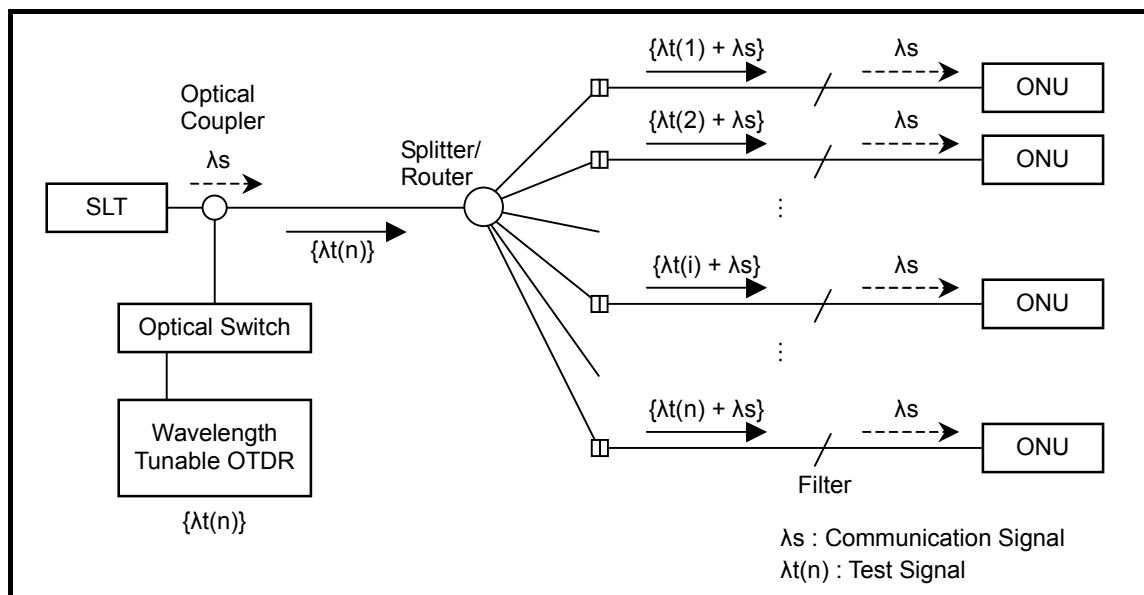 {λt(1) + λs}
λs
ONU
Optical
Coupler
λs
{λt(2) + λs}
λs
ONU
Splitter/
Router
SLT
{λt(n)}
⋮
{λt(i) + λs}
λs
ONU
Optical Switch
⋮
{λt(n) + λs}
λs
ONU
Wavelength
Tunable OTDR
Filter
{λt(n)}
λs : Communication Signal
λt(n) : Test Signal